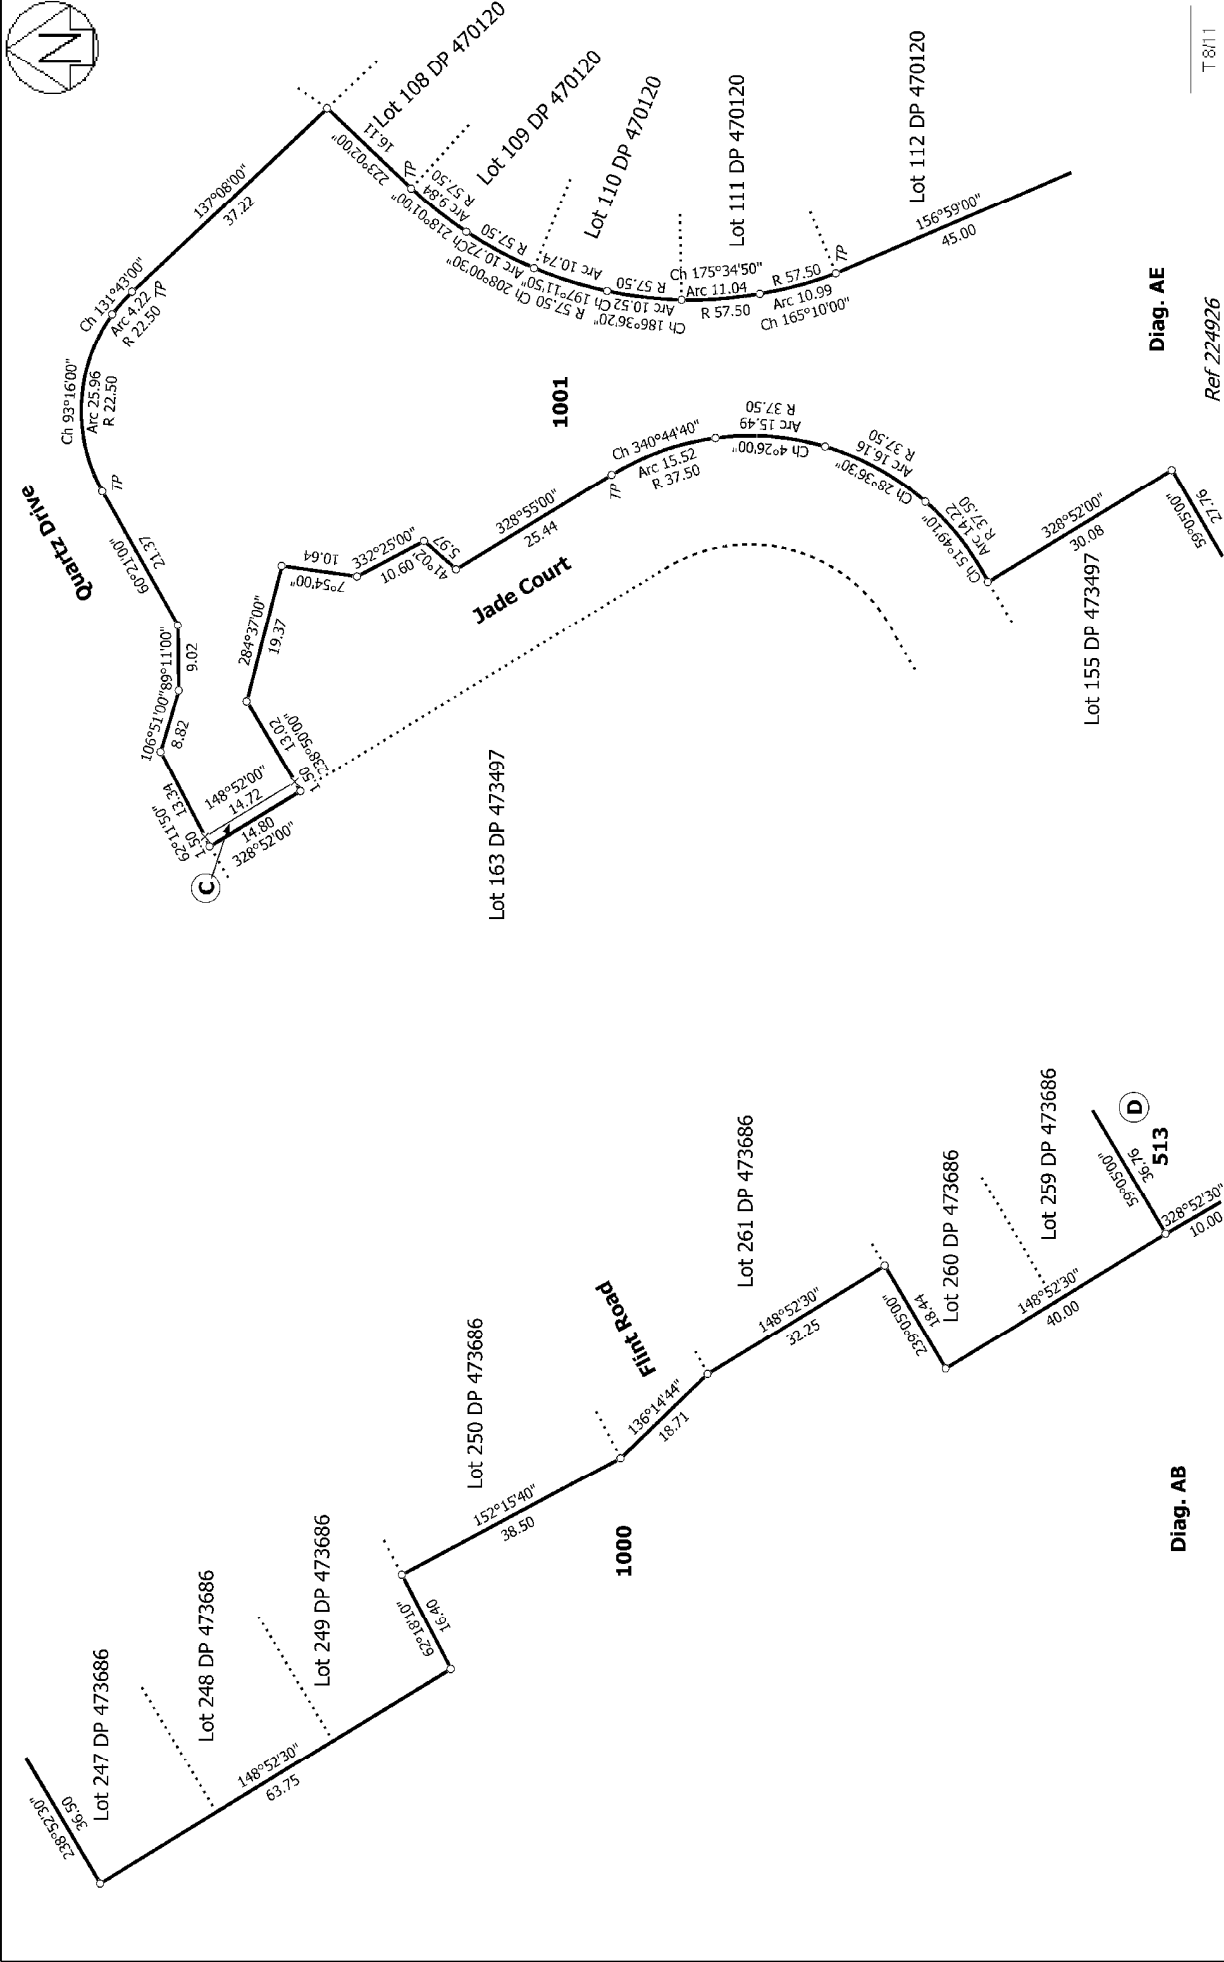 N
Quartz Drive
Ch 93°16'00"
Arc 25.96
R 22.50
Ch 131°43'00"
Arc 4.22
R 22.50
TP
TP
137°08'00"
37.22
60°21'00"
21.37
89°11'00"
9.02
106°51'00"
8.82
62°11'50"
13.34
1.50
C
148°52'00"
14.72
14.80
328°52'00"
1.50
238°50'00"
13.02
284°37'00"
19.37
7°54'00"
10.64
332°25'00"
10.60
41°02'
5.97
328°55'00"
25.44
Jade Court
TP
Ch 340°44'40"
Arc 15.52
R 37.50
Ch 4°26'00"
Arc 15.49
R 37.50
Ch 28°36'30"
Arc 16.16
R 37.50
Ch 51°49'10"
Arc 14.22
R 37.50
328°52'00"
30.08
59°05'00"
27.76
Lot 155 DP 473497
Lot 163 DP 473497
1001
223°02'00"
16.11
Lot 108 DP 470120
TP
Ch 218°01'00"
Arc 9.84
R 57.50
Lot 109 DP 470120
Ch 208°00'30"
Arc 10.72
R 57.50
Lot 110 DP 470120
Ch 197°11'50"
Arc 10.74
R 57.50
Ch 186°36'20"
Arc 10.52
R 57.50
Lot 111 DP 470120
Ch 175°34'50"
Arc 11.04
R 57.50
R 57.50
Arc 10.99
Ch 165°10'00"
TP
Lot 112 DP 470120
156°59'00"
45.00
Diag. AE
Ref 224926
T 8/11
238°52'30"
36.50
Lot 247 DP 473686
Lot 248 DP 473686
Lot 249 DP 473686
148°52'30"
63.75
62°18'10"
16.40
Lot 250 DP 473686
152°15'40"
38.50
1000
Flint Road
136°14'44"
18.71
Lot 261 DP 473686
148°52'30"
32.25
239°05'00"
18.44
Lot 260 DP 473686
Lot 259 DP 473686
148°52'30"
40.00
59°05'00"
36.76
D
513
328°52'30"
10.00
Diag. AB